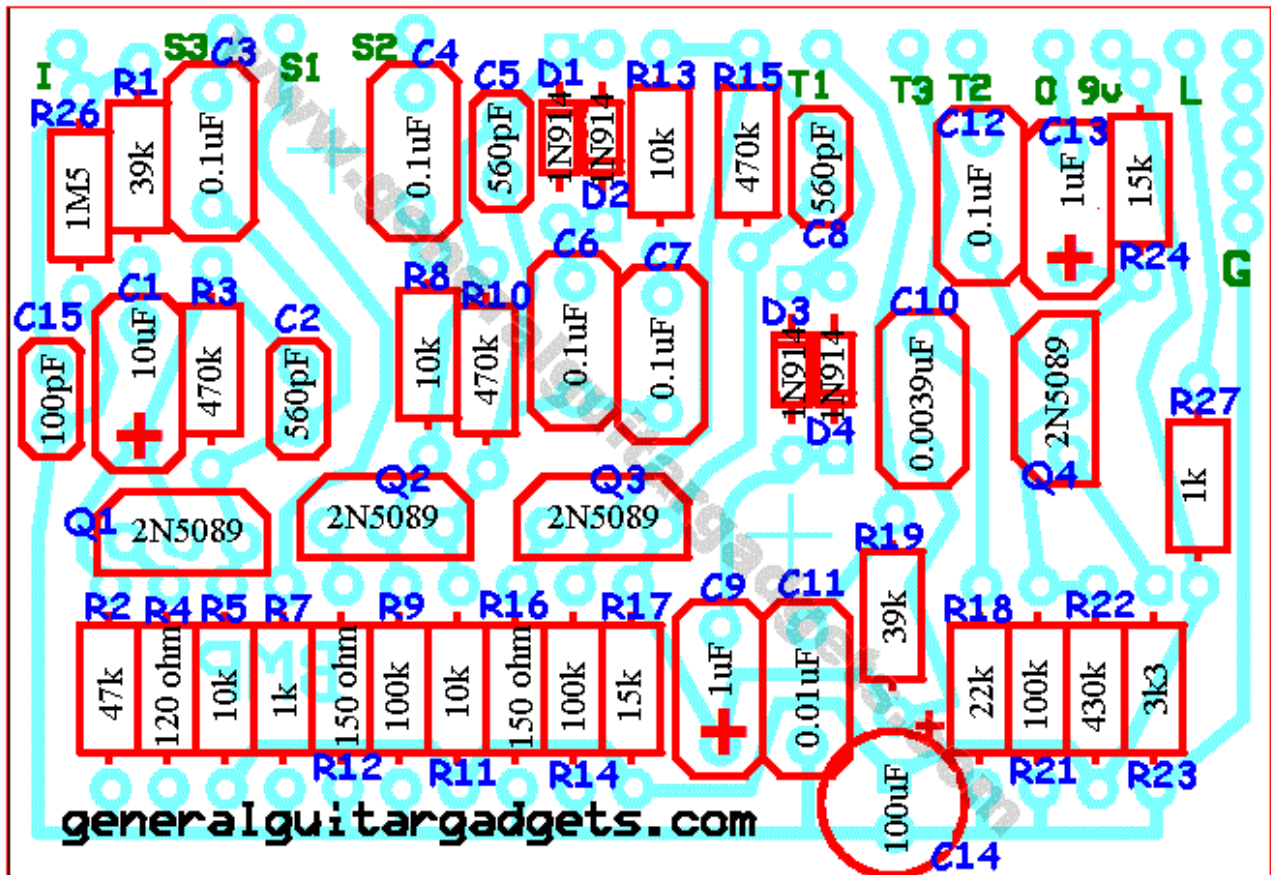 S3 C3 S2 C4
I R1 S1 C5 D1 R13 R15 T1 T3 T2 0 9v L
R26 C12 C13
1M5 39k 0.1uF 0.1uF 560pF 1N914 1N914 10k 470k 560pF 0.1uF 1uF + 15k
D2 C8
C6 C7 R24 G
C15 C1 R3 C2 R8 R10 D3 C10
100pF 10uF + 470k 560pF 10k 470k 0.1uF 0.1uF 1N914 1N914 0.0039uF 2N5089 R27
D4 Q4 1k
Q1 2N5089 Q2 2N5089 Q3 2N5089
R19
R2 R4 R5 R7 R9 R16 R17 C9 C11 39k R18 R22
47k 120 ohm 10k 1k 150 ohm 100k 10k 150 ohm 100k 15k 1uF + 0.01uF 22k 100k 430k 3k3
BMP
R12 R11 R14 + R21 R23
generalguitargadgets.com 100uF C14
www.generalguitargadgets.com